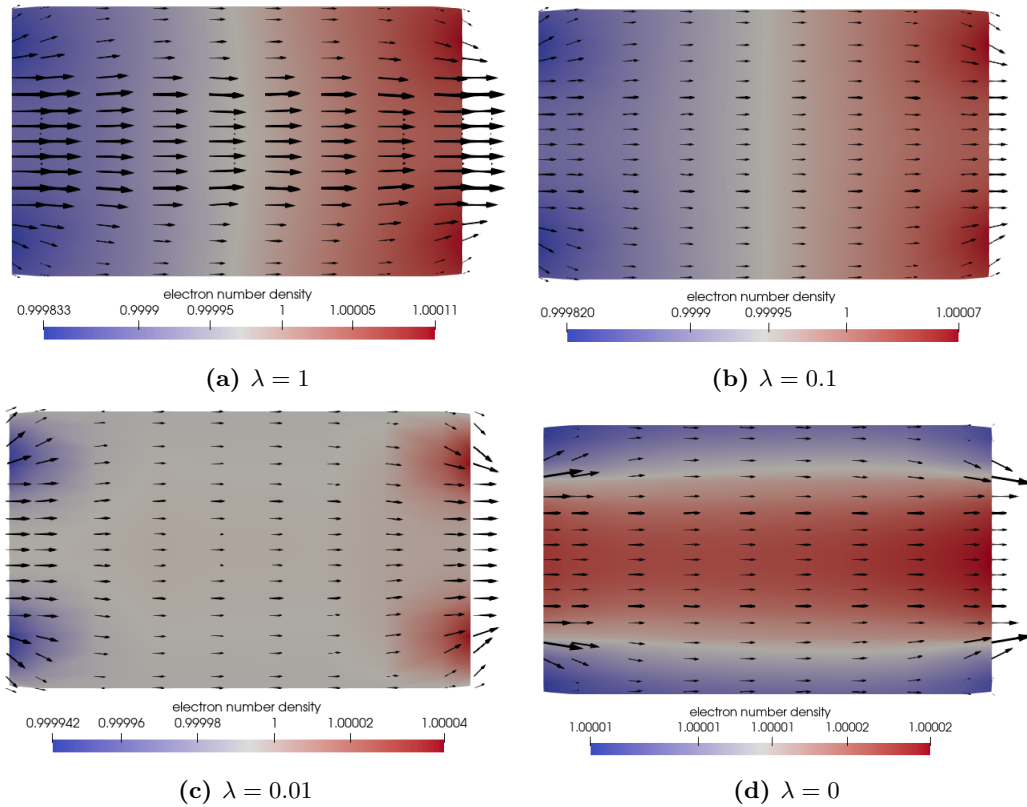 electron number density
0.999833 0.9999 0.99995 1 1.00005 1.00011
(a) λ = 1
electron number density
0.999820 0.9999 0.99995 1 1.00007
(b) λ = 0.1
electron number density
0.999942 0.99996 0.99998 1 1.00002 1.00004
(c) λ = 0.01
electron number density
1.00001 1.00001 1.00001 1.00002 1.00002
(d) λ = 0